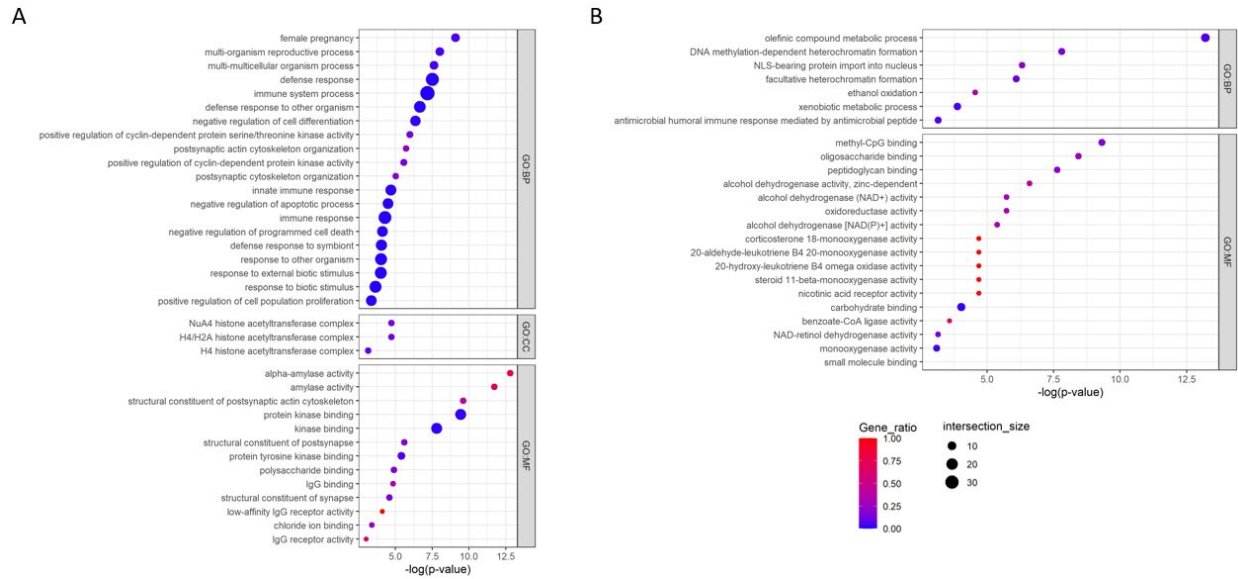 A
female pregnancy
multi-organism reproductive process
multi-multicellular organism process
defense response
immune system process
defense response to other organism
negative regulation of cell differentiation
positive regulation of cyclin-dependent protein serine/threonine kinase activity
postsynaptic actin cytoskeleton organization
positive regulation of cyclin-dependent protein kinase activity
postsynaptic cytoskeleton organization
innate immune response
negative regulation of apoptotic process
immune response
negative regulation of programmed cell death
defense response to symbiont
response to other organism
response to external biotic stimulus
response to biotic stimulus
positive regulation of cell population proliferation
GO:BP
NuA4 histone acetyltransferase complex
H4/H2A histone acetyltransferase complex
H4 histone acetyltransferase complex
GO:CC
alpha-amylase activity
amylase activity
structural constituent of postsynaptic actin cytoskeleton
protein kinase binding
kinase binding
structural constituent of postsynapse
protein tyrosine kinase binding
polysaccharide binding
IgG binding
structural constituent of synapse
low-affinity IgG receptor activity
chloride ion binding
IgG receptor activity
GO:MF
5.0 7.5 10.0 12.5
-log(p-value)
B
olefinic compound metabolic process
DNA methylation-dependent heterochromatin formation
NLS-bearing protein import into nucleus
facultative heterochromatin formation
ethanol oxidation
xenobiotic metabolic process
antimicrobial humoral immune response mediated by antimicrobial peptide
GO:BP
methyl-CpG binding
oligosaccharide binding
peptidoglycan binding
alcohol dehydrogenase activity, zinc-dependent
alcohol dehydrogenase (NAD+) activity
oxidoreductase activity
alcohol dehydrogenase [NAD(P)+] activity
corticosterone 18-monooxygenase activity
20-aldehyde-leukotriene B4 20-monooxygenase activity
20-hydroxy-leukotriene B4 omega oxidase activity
steroid 11-beta-monooxygenase activity
nicotinic acid receptor activity
carbohydrate binding
benzoate-CoA ligase activity
NAD-retinol dehydrogenase activity
monooxygenase activity
small molecule binding
GO:MF
5.0 7.5 10.0 12.5
-log(p-value)
Gene_ratio
1.00
0.75
0.50
0.25
0.00
intersection_size
10
20
30